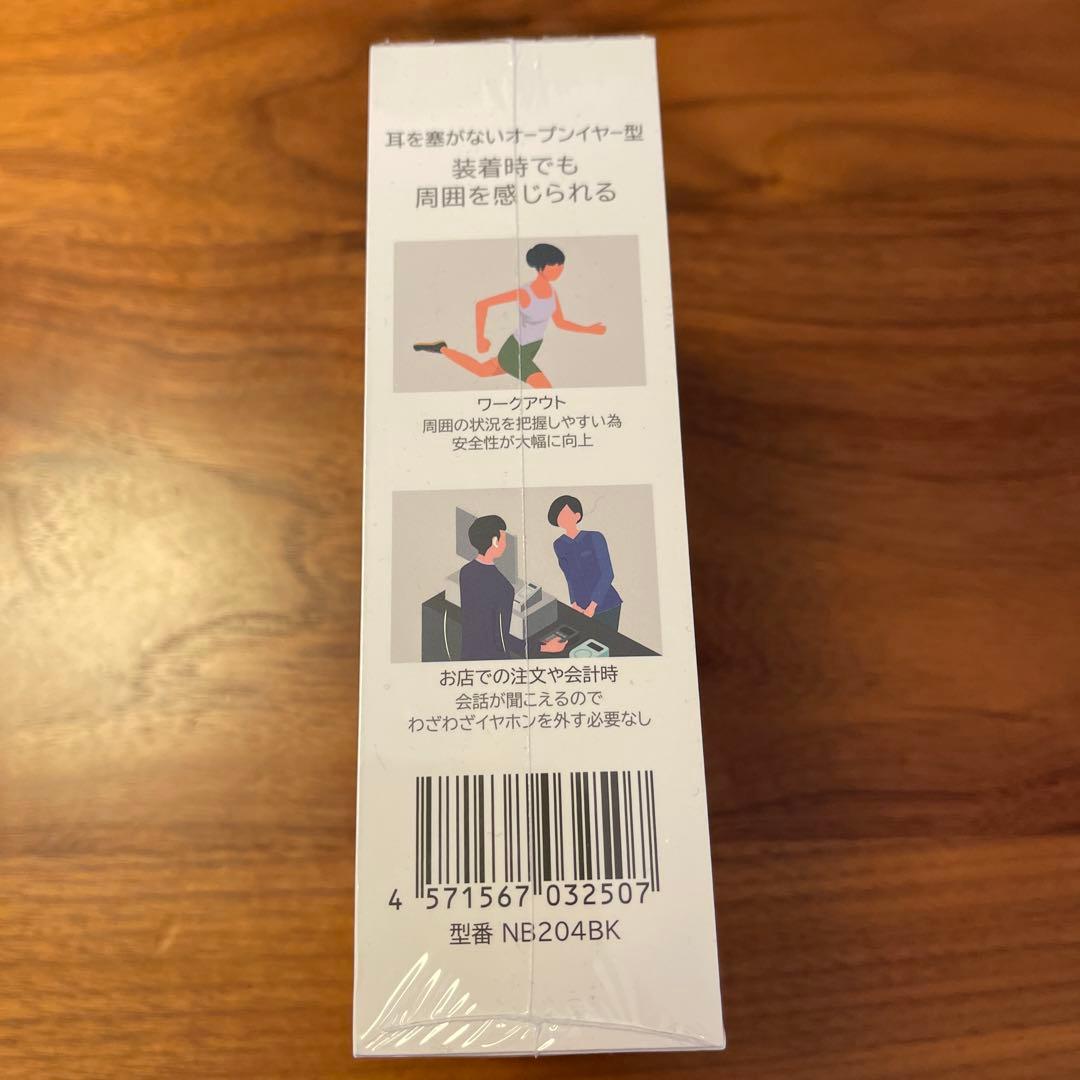 耳を塞がないオープンイヤー型
装着時でも
周囲を感じられる
ワークアウト
周囲の状況を把握しやすい為
安全性が大幅に向上
お店での注文や会計時
会話が聞こえるので
わざわざイヤホンを外す必要なし
4 571567 032507
型番 NB204BK